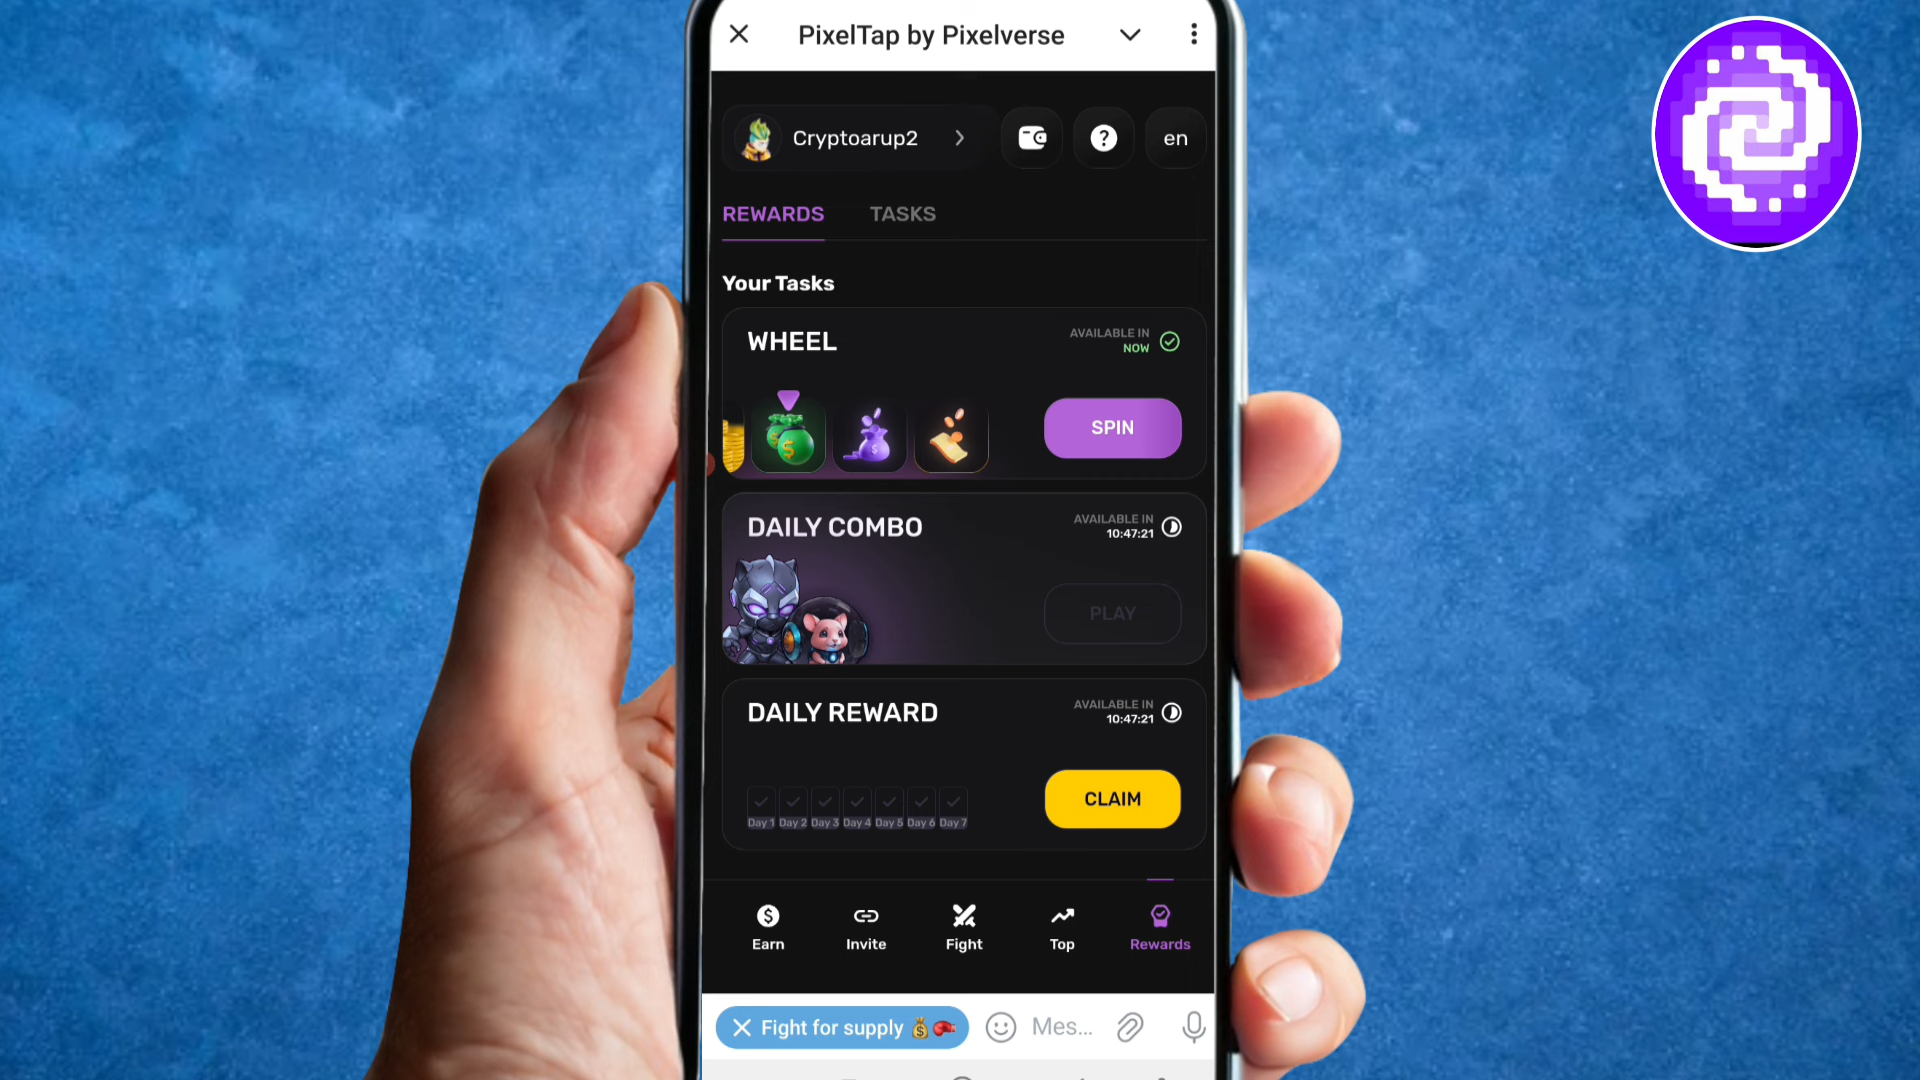 PixelTap by Pixelverse
Cryptoarup2
en
REWARDS
TASKS
Your Tasks
WHEEL
AVAILABLE IN
NOW
SPIN
DAILY COMBO
AVAILABLE IN
10:47:21
PLAY
DAILY REWARD
AVAILABLE IN
10:47:21
Day 1 Day 2 Day 3 Day 4 Day 5 Day 6 Day 7
CLAIM
Earn
Invite
Fight
Top
Rewards
Fight for supply 💰🥊
Mes...